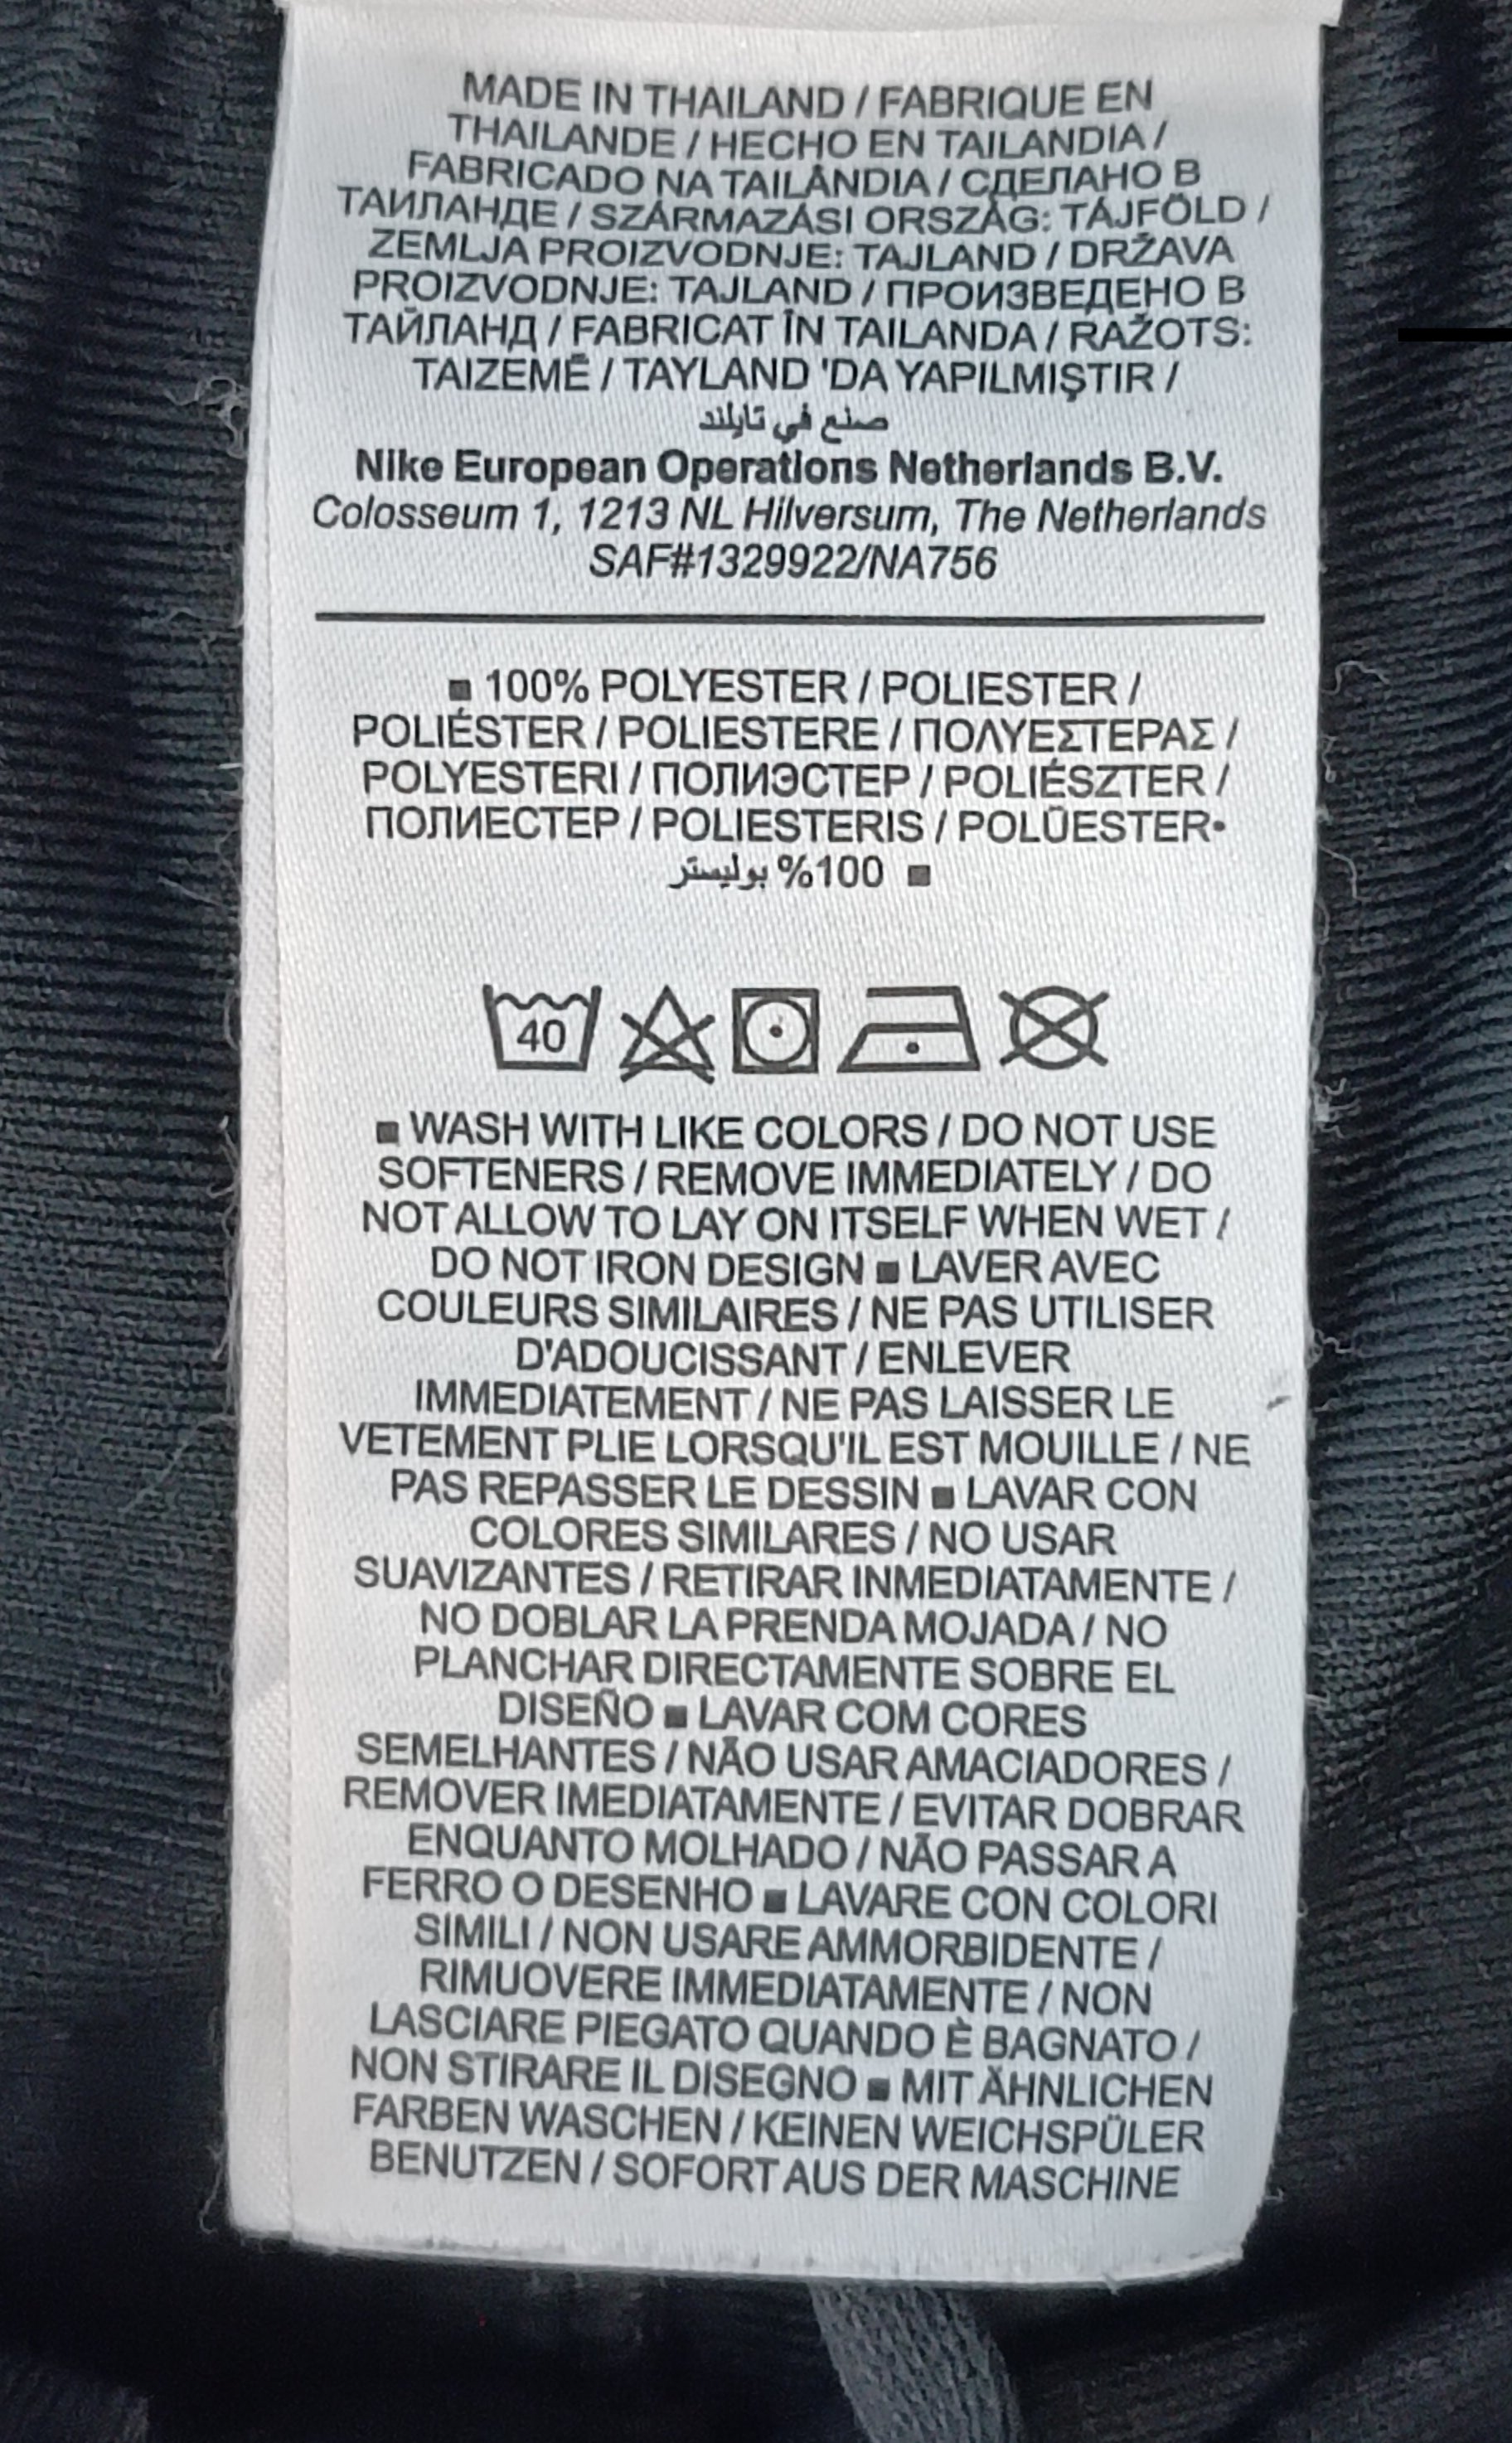 MADE IN THAILAND / FABRIQUE EN
THAILANDE / HECHO EN TAILANDIA /
FABRICADO NA TAILÂNDIA / СДЕЛАНО В
ТАИЛАНДЕ / SZÁRMAZÁSI ORSZÁG: TÁJFÖLD /
ZEMLJA PROIZVODNJE: TAJLAND / DRŽAVA
PROIZVODNJE: TAJLAND / ПРОИЗВЕДЕНО В
ТАЙЛАНД / FABRICAT ÎN TAILANDA / RAŽOTS:
TAIZEMĒ / TAYLAND 'DA YAPILMIŞTIR /
صنع في تايلند
Nike European Operations Netherlands B.V.
Colosseum 1, 1213 NL Hilversum, The Netherlands
SAF#1329922/NA756
■ 100% POLYESTER / POLIESTER /
POLIÉSTER / POLIESTERE / ΠΟΛΥΕΣΤΕΡΑΣ /
POLYESTERI / ПОЛИЭСТЕР / POLIÉSZTER /
ПОЛИЕСТЕР / POLIESTERIS / POLÜESTER•
■ 100% بوليستر
40
■ WASH WITH LIKE COLORS / DO NOT USE
SOFTENERS / REMOVE IMMEDIATELY / DO
NOT ALLOW TO LAY ON ITSELF WHEN WET /
DO NOT IRON DESIGN ■ LAVER AVEC
COULEURS SIMILAIRES / NE PAS UTILISER
D'ADOUCISSANT / ENLEVER
IMMEDIATEMENT / NE PAS LAISSER LE
VETEMENT PLIE LORSQU'IL EST MOUILLE / NE
PAS REPASSER LE DESSIN ■ LAVAR CON
COLORES SIMILARES / NO USAR
SUAVIZANTES / RETIRAR INMEDIATAMENTE /
NO DOBLAR LA PRENDA MOJADA / NO
PLANCHAR DIRECTAMENTE SOBRE EL
DISEÑO ■ LAVAR COM CORES
SEMELHANTES / NÃO USAR AMACIADORES /
REMOVER IMEDIATAMENTE / EVITAR DOBRAR
ENQUANTO MOLHADO / NÃO PASSAR A
FERRO O DESENHO ■ LAVARE CON COLORI
SIMILI / NON USARE AMMORBIDENTE /
RIMUOVERE IMMEDIATAMENTE / NON
LASCIARE PIEGATO QUANDO È BAGNATO /
NON STIRARE IL DISEGNO ■ MIT ÄHNLICHEN
FARBEN WASCHEN / KEINEN WEICHSPÜLER
BENUTZEN / SOFORT AUS DER MASCHINE